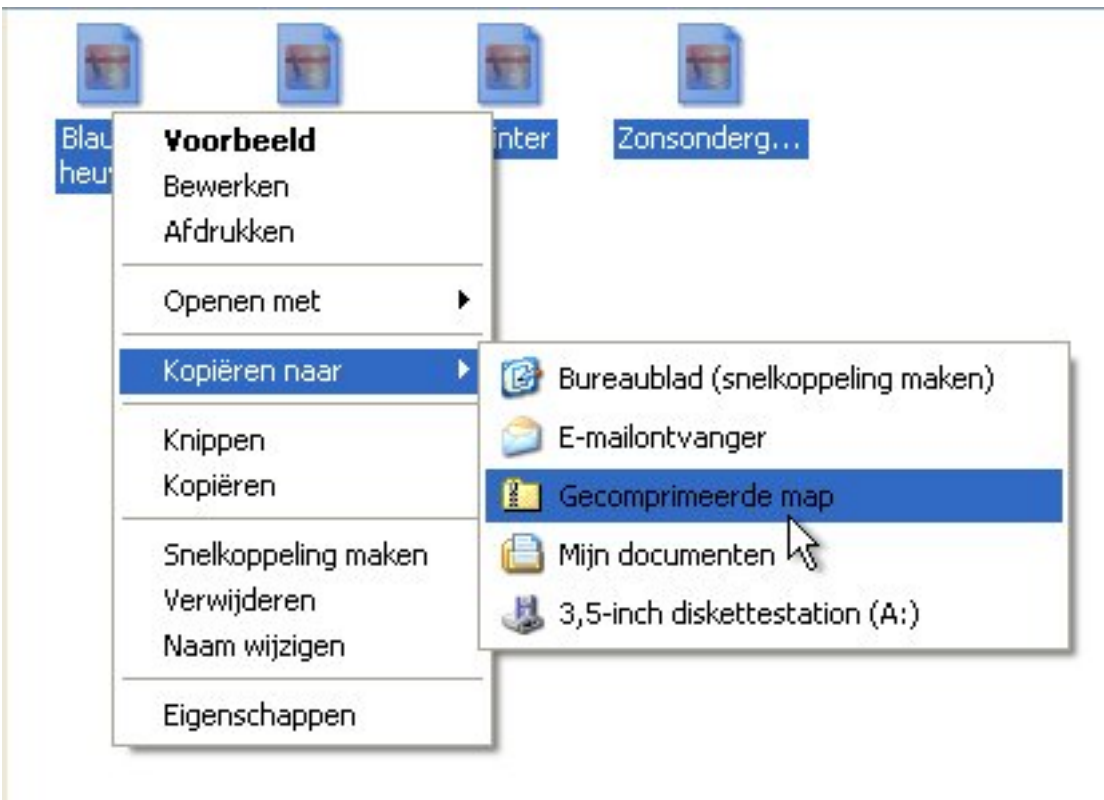 Blau
heu
inter
Zonsonderg...
Voorbeeld
Bewerken
Afdrukken
Openen met
Kopiëren naar
Knippen
Kopiëren
Snelkoppeling maken
Verwijderen
Naam wijzigen
Eigenschappen
Bureaublad (snelkoppeling maken)
E-mailontvanger
Gecomprimeerde map
Mijn documenten
3,5-inch diskettestation (A:)